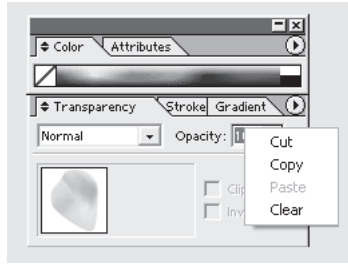 Color Attributes
Transparency Stroke Gradient
Normal Opacity:
Cut
Copy
Paste
Clear